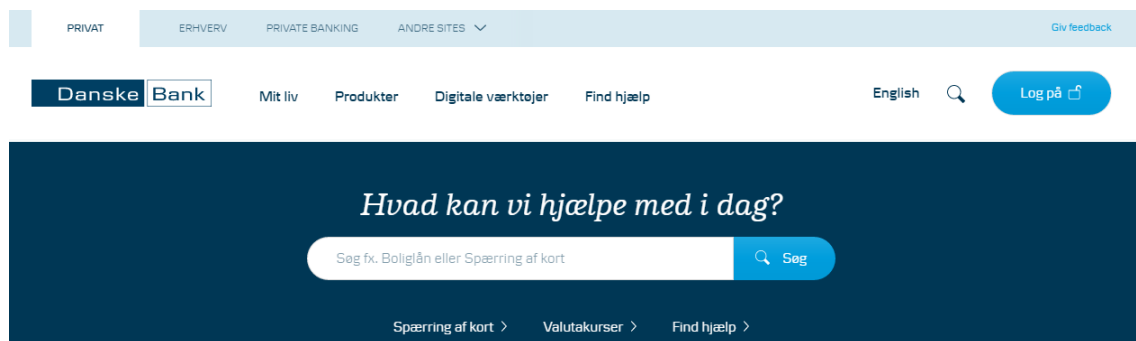 PRIVAT ERHVERV PRIVATE BANKING ANDRE SITES Giv feedback
Danske Bank Mit liv Produkter Digitale værktøjer Find hjælp English Log på
Hvad kan vi hjælpe med i dag?
Søg fx. Boliglån eller Spærring af kort Søg
Spærring af kort Valutakurser Find hjælp